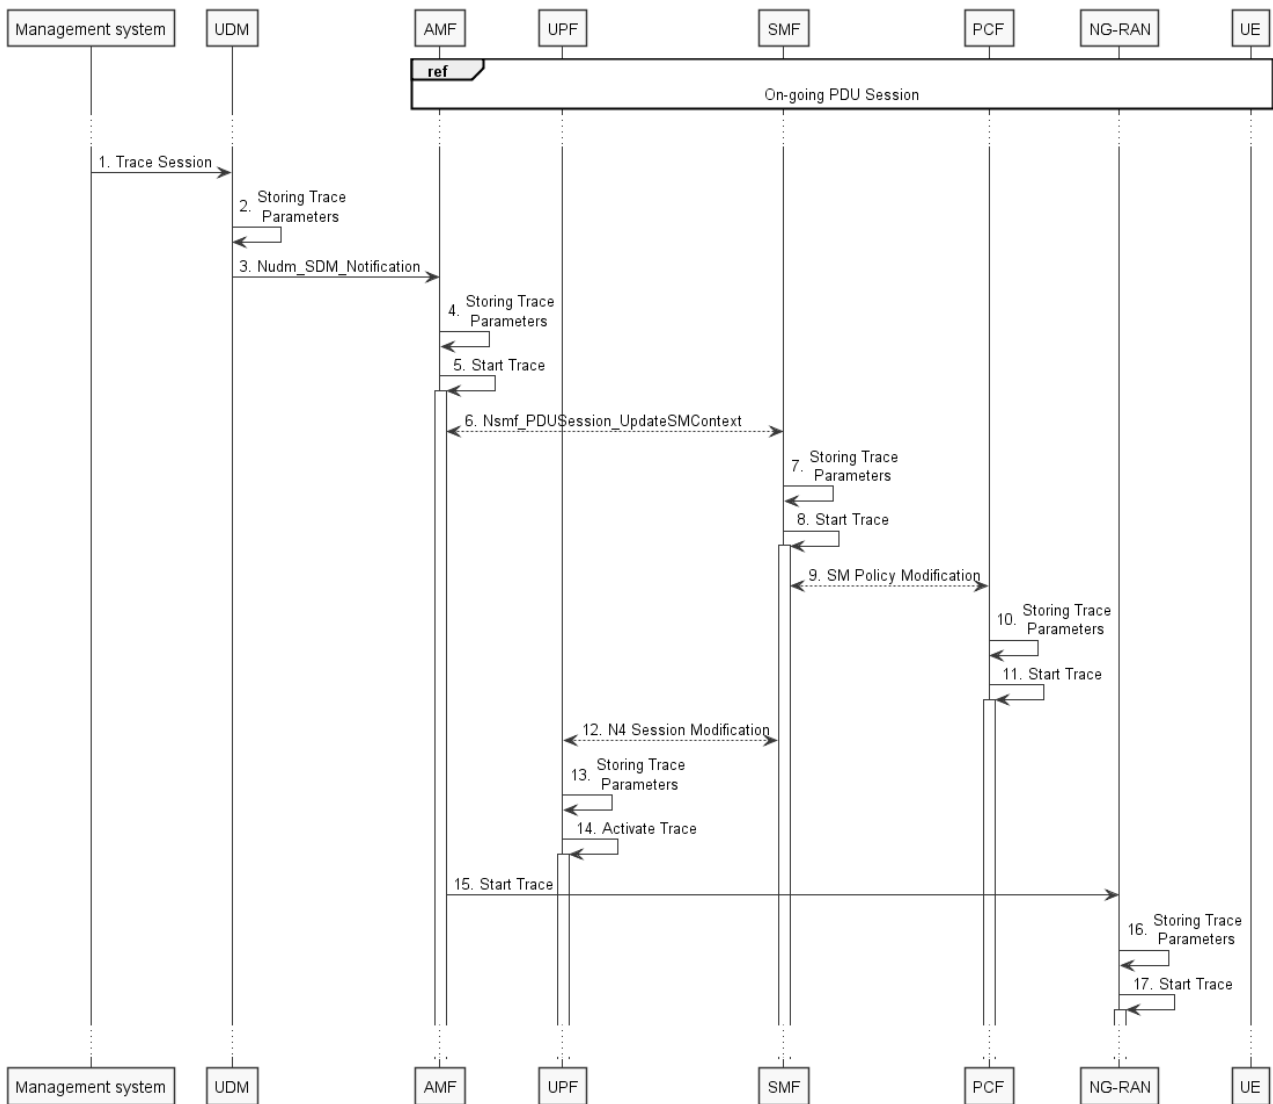 Management system
UDM
AMF
UPF
SMF
PCF
NG-RAN
UE
ref
On-going PDU Session
1. Trace Session
2. Storing Trace
Parameters
3. Nudm_SDM_Notification
4. Storing Trace
Parameters
5. Start Trace
6. Nsmf_PDUSession_UpdateSMContext
7. Storing Trace
Parameters
8. Start Trace
9. SM Policy Modification
10. Storing Trace
Parameters
11. Start Trace
12. N4 Session Modification
13. Storing Trace
Parameters
14. Activate Trace
15. Start Trace
16. Storing Trace
Parameters
17. Start Trace
Management system
UDM
AMF
UPF
SMF
PCF
NG-RAN
UE